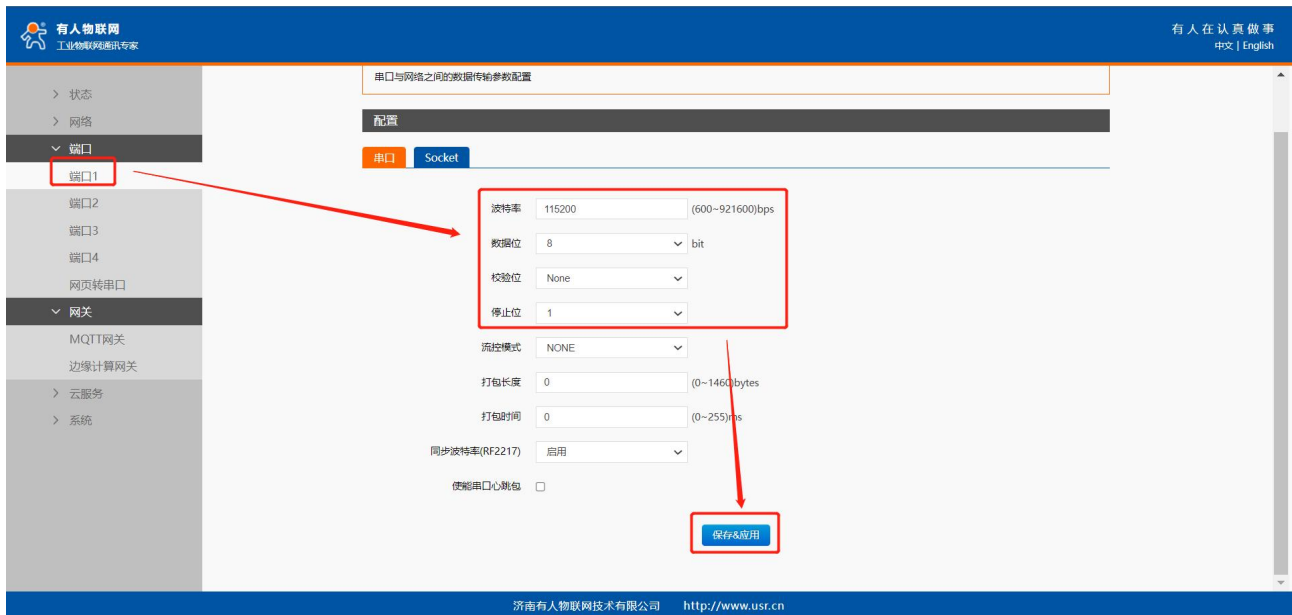 有人物联网
工业物联网通讯专家
有人在认真做事
中文 | English
状态
网络
端口
端口1
端口2
端口3
端口4
网页转串口
网关
MQTT网关
边缘计算网关
云服务
系统
串口与网络之间的数据传输参数配置
配置
串口 Socket
波特率 115200 (600~921600)bps
数据位 8 bit
校验位 None
停止位 1
流控模式 NONE
打包长度 0 (0~1460)bytes
打包时间 0 (0~255)ms
同步波特率(RF2217) 启用
使能串口心跳包
保存&应用
济南有人物联网技术有限公司 http://www.usr.cn